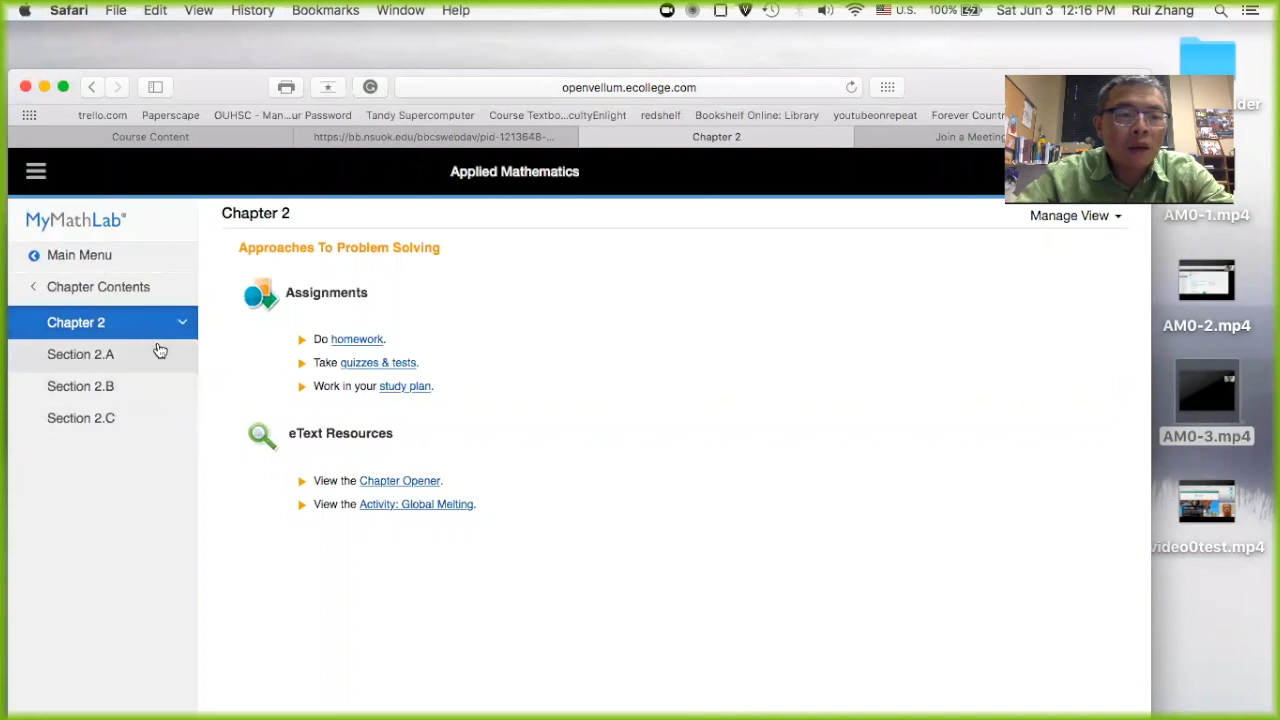 Safari File Edit View History Bookmarks Window Help U.S. 100% Sat Jun 3 12:16 PM Rui Zhang
openvellum.ecollege.com
trello.com Paperscape OUHSC - Man...ur Password Tandy Supercomputer Course Textbo...cultyEnlight redshelf Bookshelf Online: Library youtubeonrepeat Forever Count
Course Content https://bb.nsuok.edu/bbcswebdav/pid-1213648-... Chapter 2 Join a Meeting
Applied Mathematics
MyMathLab®
Main Menu
Chapter Contents
Chapter 2
Section 2.A
Section 2.B
Section 2.C
Chapter 2
Manage View
Approaches To Problem Solving
Assignments
Do homework.
Take quizzes & tests.
Work in your study plan.
eText Resources
View the Chapter Opener.
View the Activity: Global Melting.
AM0-1.mp4
AM0-2.mp4
AM0-3.mp4
video0test.mp4